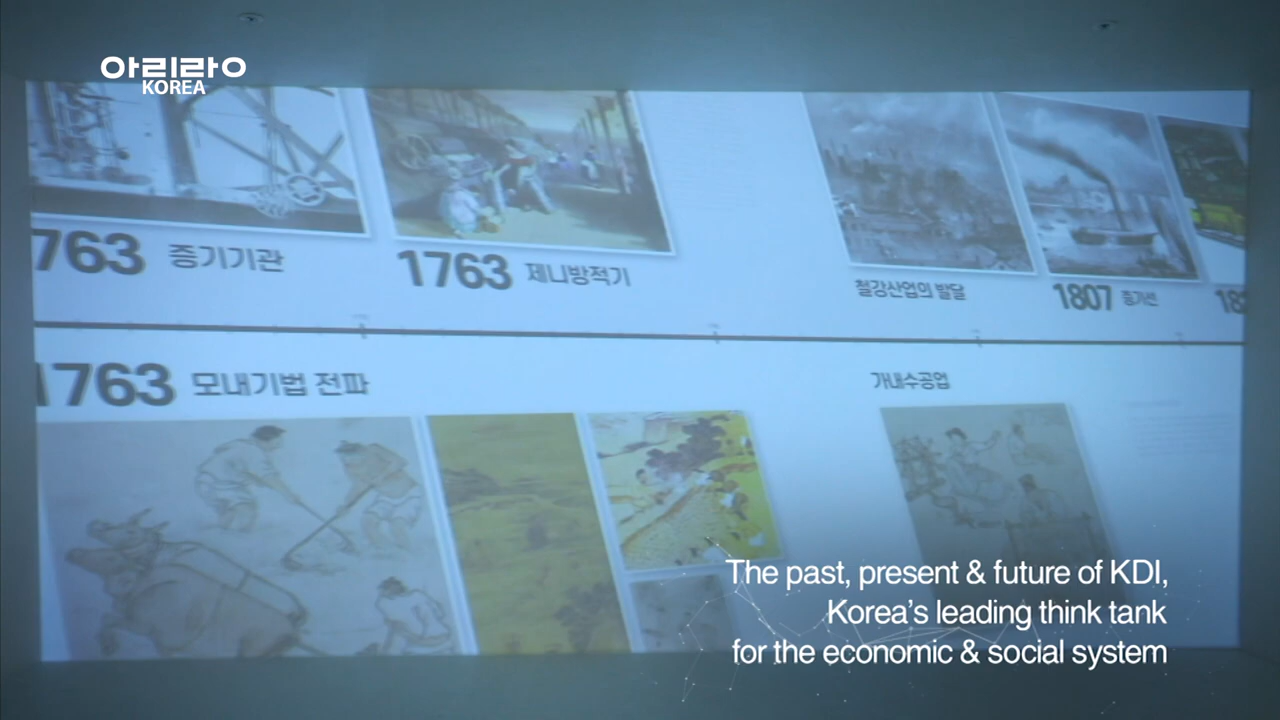 아리랑
KOREA
763 증기기관
1763 제니방적기
철강산업의 발달
1807 증기선
18
1763 모내기법 전파
가내수공업
The past, present & future of KDI,
Korea's leading think tank
for the economic & social system